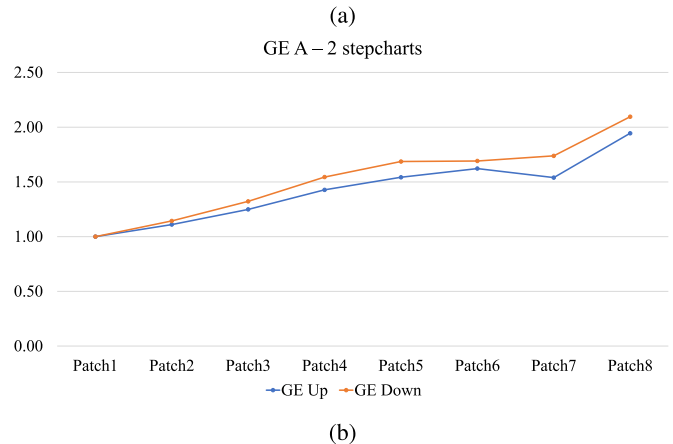 (a)
GE A – 2 stepcharts
2.50
2.00
1.50
1.00
0.50
0.00
Patch1 Patch2 Patch3 Patch4 Patch5 Patch6 Patch7 Patch8
GE Up GE Down
(b)